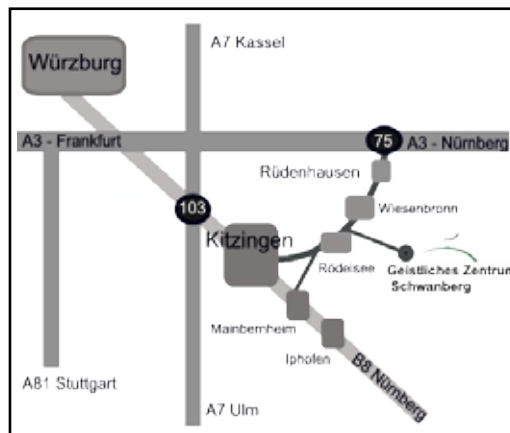 A7 Kassel
Würzburg
A3 - Frankfurt
75
A3 - Nürnberg
Rüdenhausen
Wiesenbronn
103
Kitzingen
Rödelsee
Geistliches Zentrum
Schwanberg
Mainbernheim
Iphofen
B8 Nürnberg
A81 Stuttgart
A7 Ulm